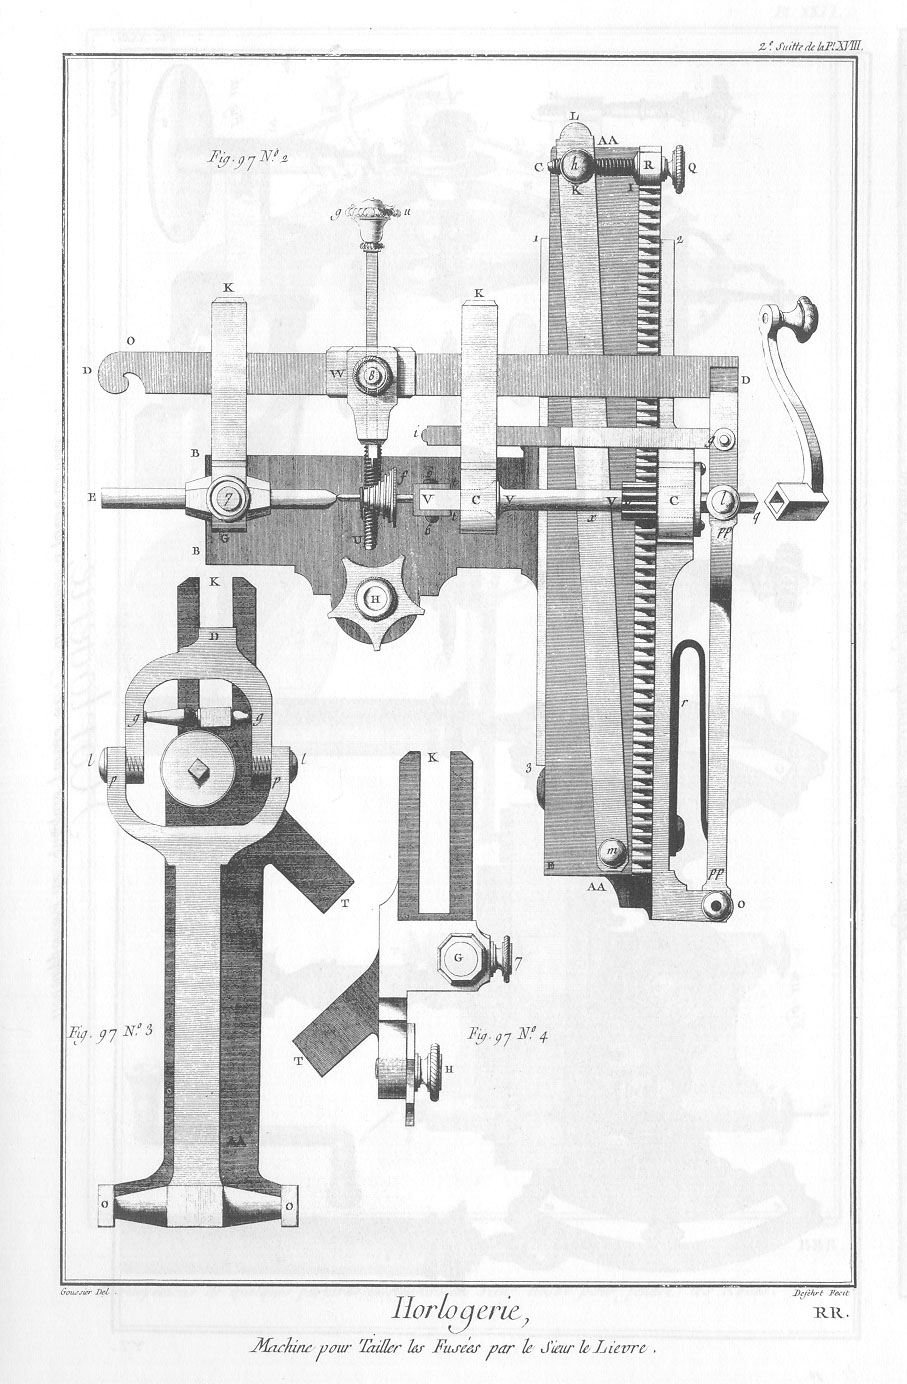 2.e Suitte de la Pl. XVIII.
Fig. 97 N.o 2
L
AA
C h R Q
K I
g u
1 2
K K
O
D W 8 D
i g
B
f 6
E 7 V C V V C l q
x
t
G U 6 pp
B
H
K
D
r
g g
l l
p p
K 3
m
E pp
AA
T O
G 7
Fig. 97 N.o 3
Fig. 97 N.o 4
T H
AA
O O
Goussier Del.
Defehrt Fecit
Horlogerie,
RR.
Machine pour Tailler les Fusées par le Sieur le Lievre.